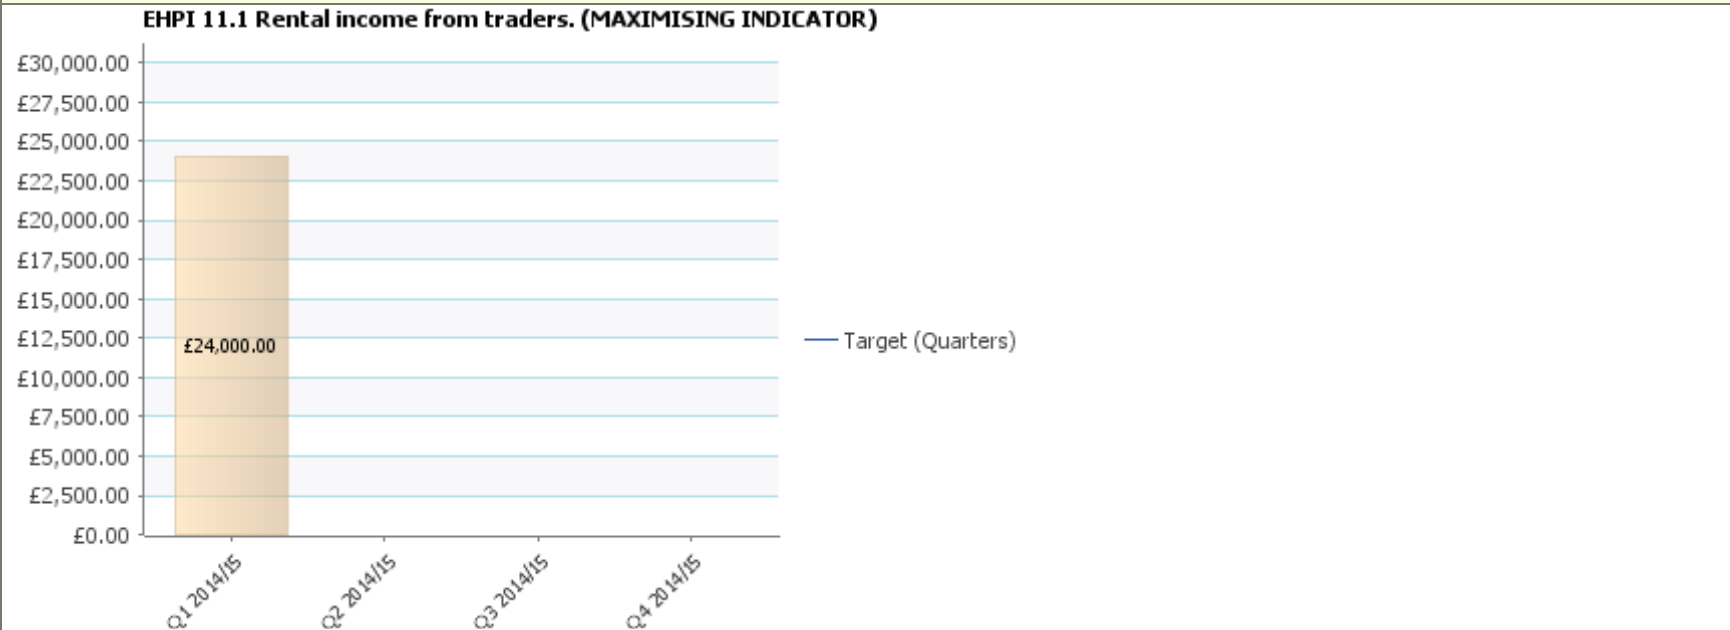 EHPI 11.1 Rental income from traders. (MAXIMISING INDICATOR)
£30,000.00
£27,500.00
£25,000.00
£22,500.00
£20,000.00
£17,500.00
£15,000.00
£12,500.00
£10,000.00
£7,500.00
£5,000.00
£2,500.00
£0.00
£24,000.00
Target (Quarters)
Q1 2014/15
Q2 2014/15
Q3 2014/15
Q4 2014/15